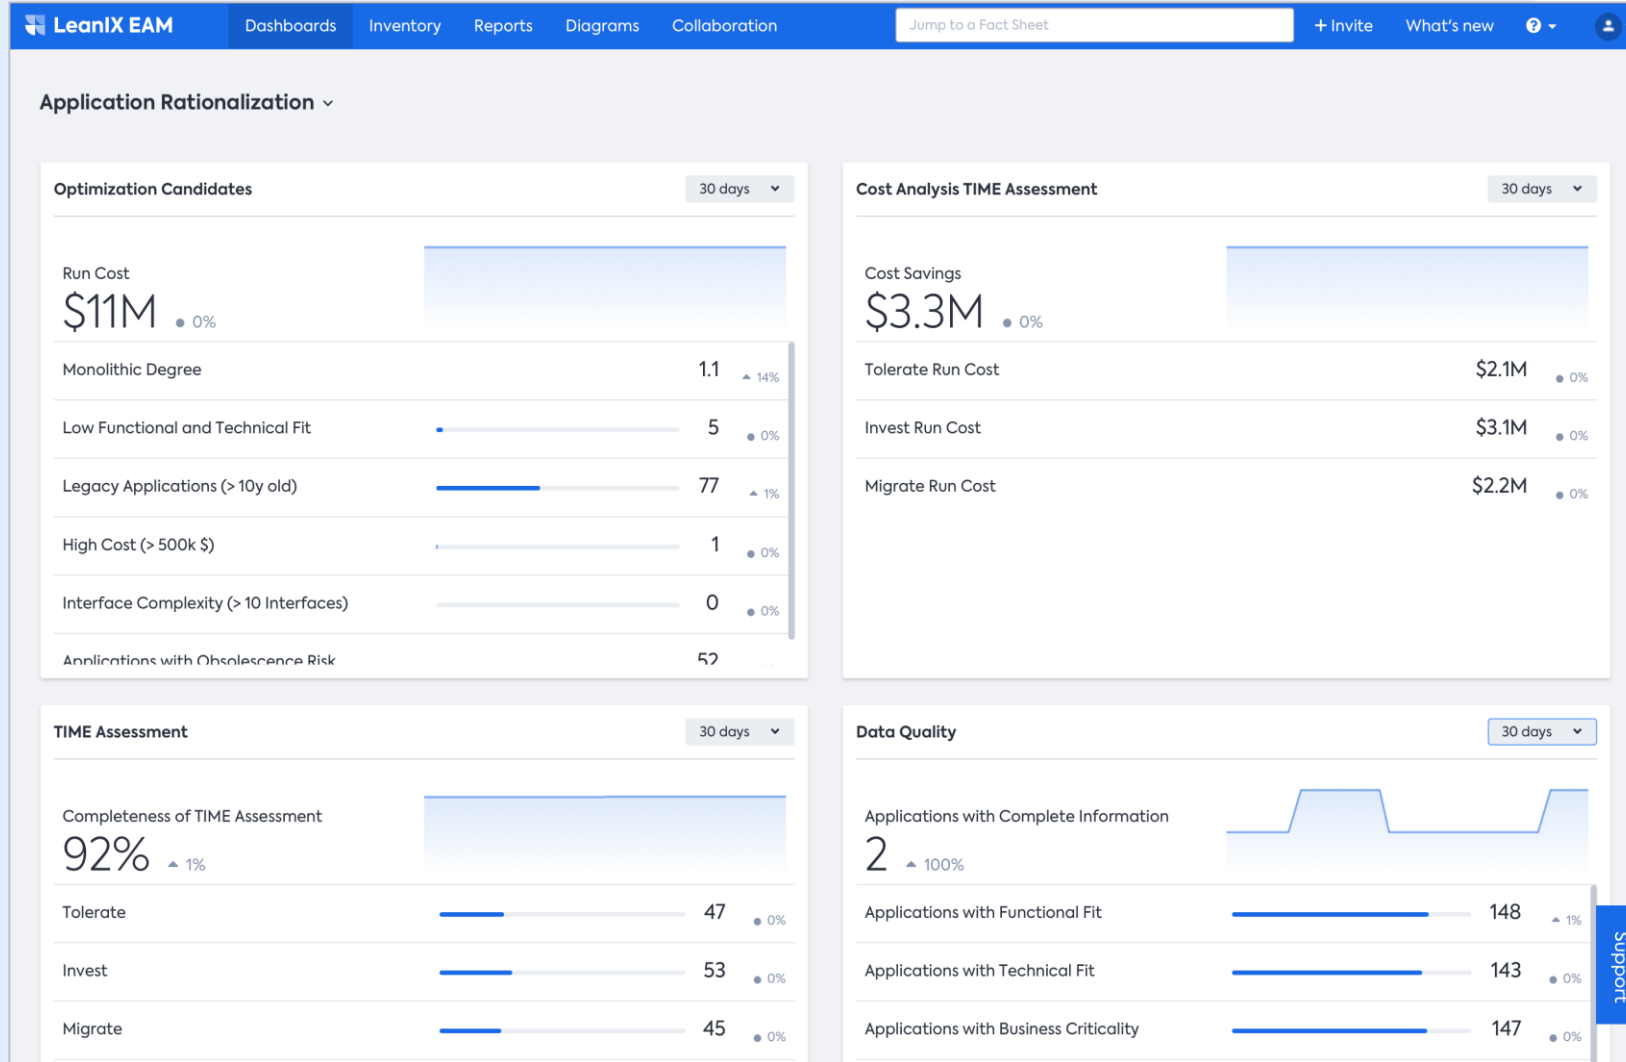 LeanIX EAM
Dashboards
Inventory
Reports
Diagrams
Collaboration
Jump to a Fact Sheet
+ Invite
What's new
?
Application Rationalization
Optimization Candidates
30 days
Run Cost
$11M
0%
Monolithic Degree
1.1
14%
Low Functional and Technical Fit
5
0%
Legacy Applications (> 10y old)
77
1%
High Cost (> 500k $)
1
0%
Interface Complexity (> 10 Interfaces)
0
0%
Applications with Obsolescence Risk
52
Cost Analysis TIME Assessment
30 days
Cost Savings
$3.3M
0%
Tolerate Run Cost
$2.1M
0%
Invest Run Cost
$3.1M
0%
Migrate Run Cost
$2.2M
0%
TIME Assessment
30 days
Completeness of TIME Assessment
92%
1%
Tolerate
47
0%
Invest
53
0%
Migrate
45
0%
Data Quality
30 days
Applications with Complete Information
2
100%
Applications with Functional Fit
148
1%
Applications with Technical Fit
143
0%
Applications with Business Criticality
147
0%
Support